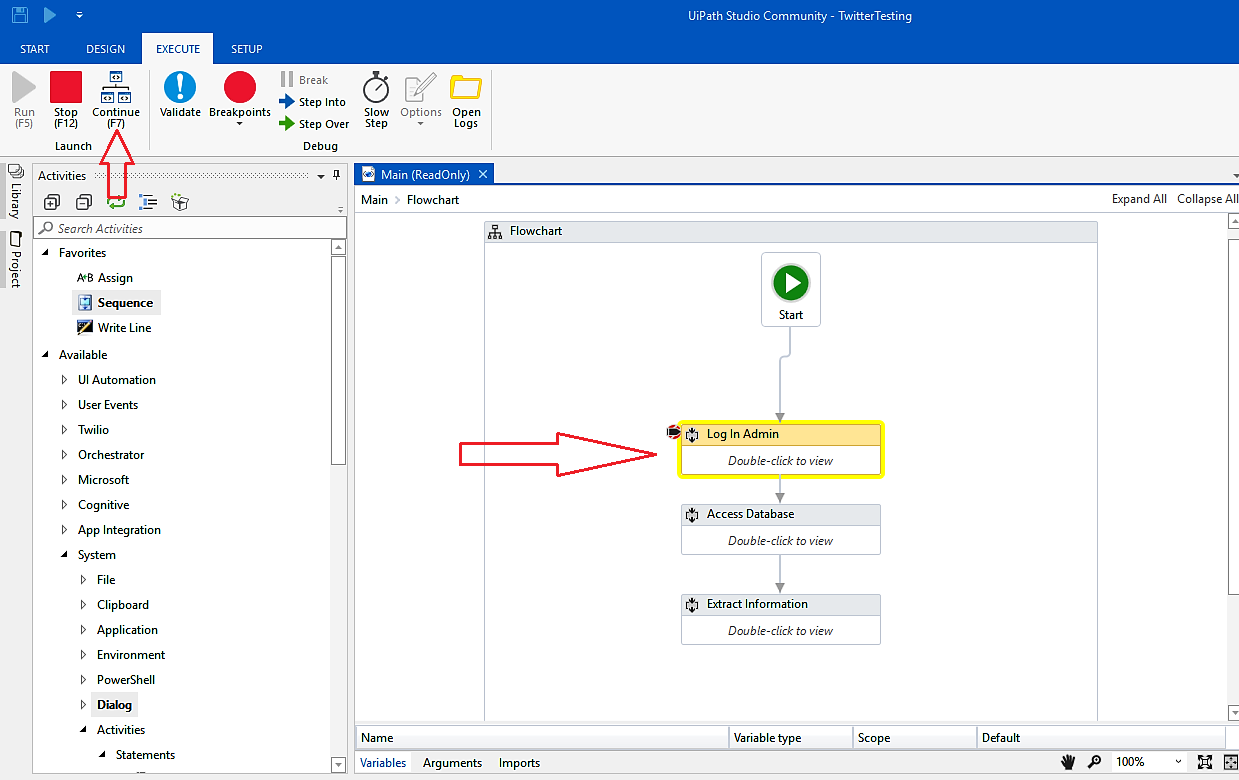 UiPath Studio Community - TwitterTesting
START DESIGN EXECUTE SETUP
Run (F5)
Stop (F12)
Continue (F7)
Launch
Validate
Breakpoints
Break
Step Into
Step Over
Slow Step
Options
Open Logs
Debug
Library
Project
Activities
Search Activities
Favorites
A+B Assign
Sequence
Write Line
Available
UI Automation
User Events
Twilio
Orchestrator
Microsoft
Cognitive
App Integration
System
File
Clipboard
Application
Environment
PowerShell
Dialog
Activities
Statements
Main (ReadOnly)
Main > Flowchart
Expand All Collapse All
Flowchart
Start
Log In Admin
Double-click to view
Access Database
Double-click to view
Extract Information
Double-click to view
Name Variable type Scope Default
Variables Arguments Imports
100%